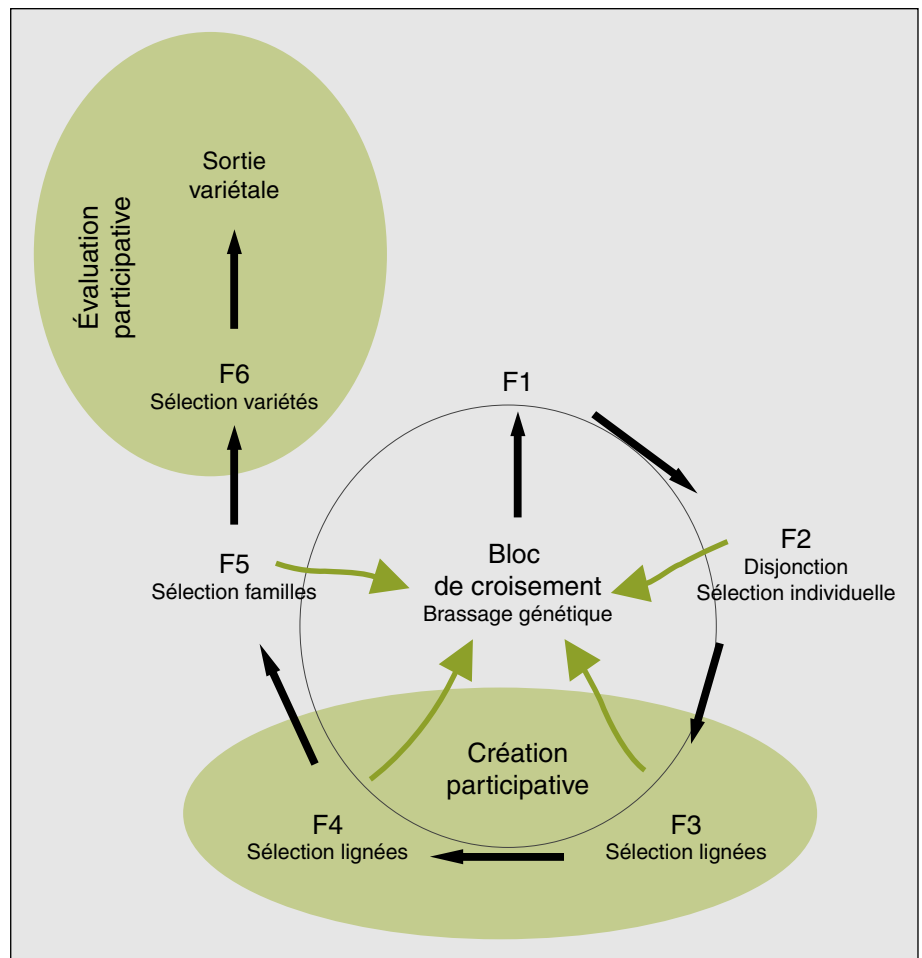 Sortie
variétale
Évaluation
participative
F6
Sélection variétés
F1
F5
Sélection familles
Bloc
de croisement
Brassage génétique
F2
Disjonction
Sélection individuelle
Création
participative
F4
Sélection lignées
F3
Sélection lignées